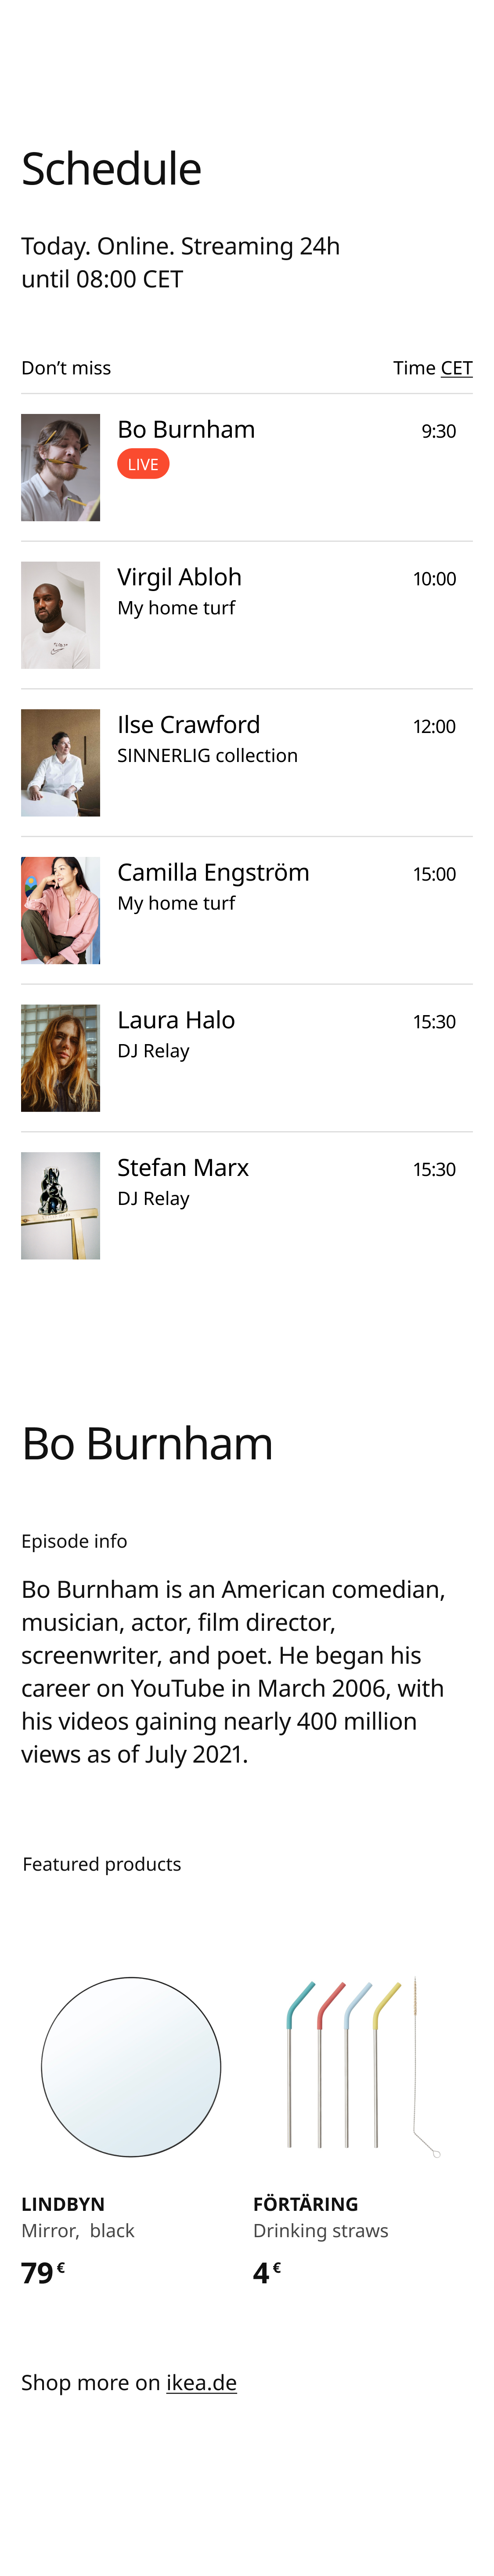 Schedule
Today. Online. Streaming 24h
until 08:00 CET
Don’t miss
Time CET
Bo Burnham
9:30
LIVE
Virgil Abloh
10:00
My home turf
Ilse Crawford
12:00
SINNERLIG collection
Camilla Engström
15:00
My home turf
Laura Halo
15:30
DJ Relay
Stefan Marx
15:30
DJ Relay
Bo Burnham
Episode info
Bo Burnham is an American comedian,
musician, actor, film director,
screenwriter, and poet. He began his
career on YouTube in March 2006, with
his videos gaining nearly 400 million
views as of July 2021.
Featured products
LINDBYN
Mirror, black
79 €
FÖRTÄRING
Drinking straws
4 €
Shop more on ikea.de